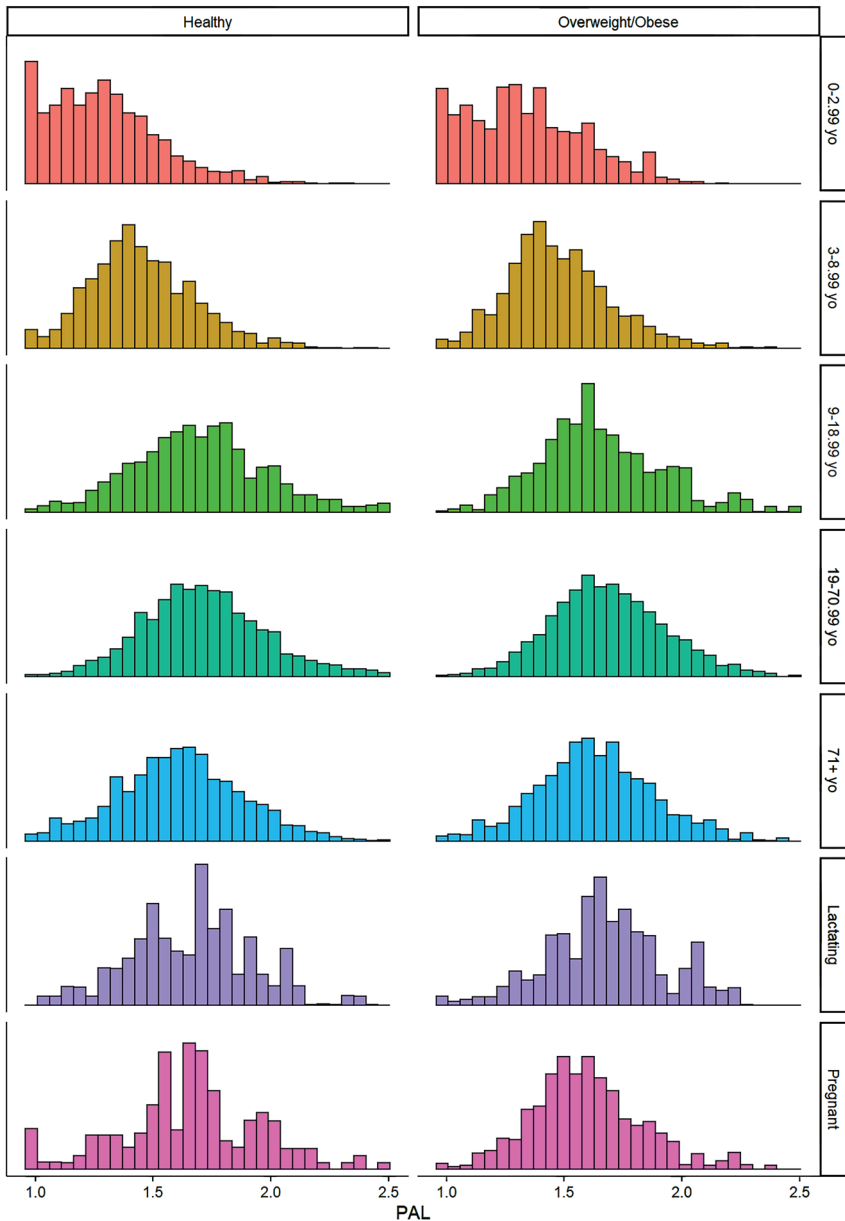 Healthy
Overweight/Obese
0-2.99 yo
3-8.99 yo
9-18.99 yo
19-70.99 yo
71+ yo
Lactating
Pregnant
1.0 1.5 2.0 2.5 1.0 1.5 2.0 2.5
PAL